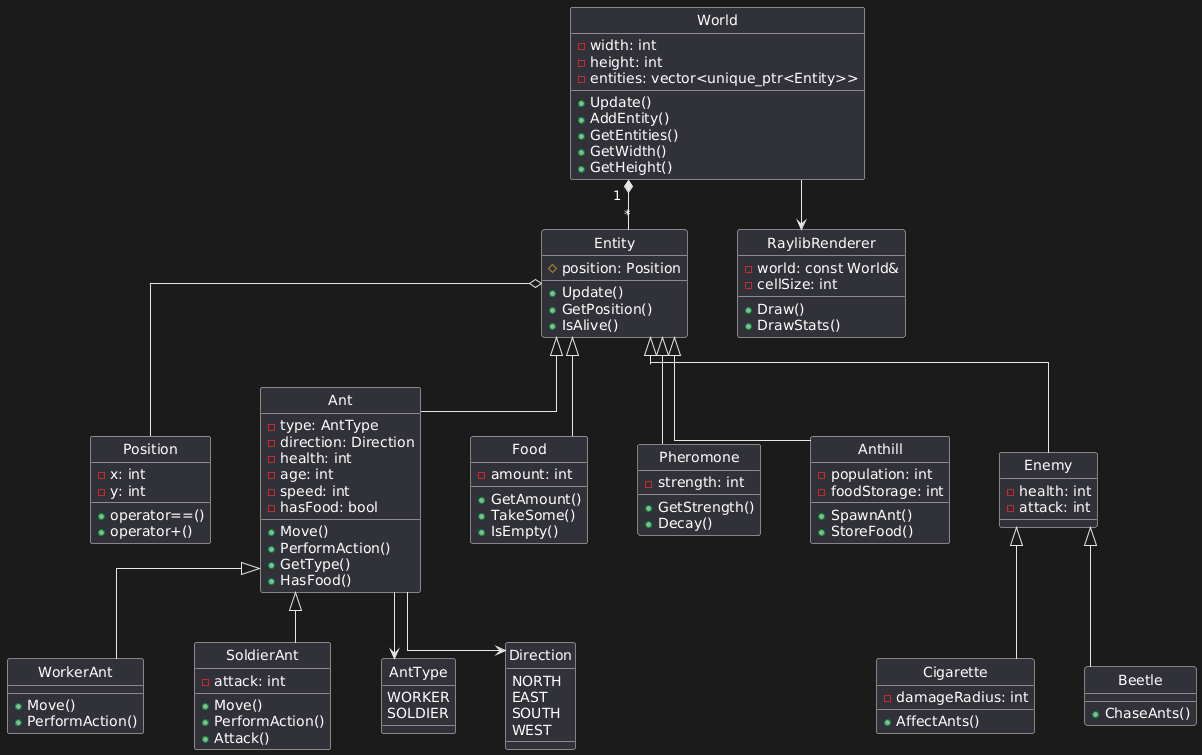 World
width: int
height: int
entities: vector<unique_ptr<Entity>>
Update()
AddEntity()
GetEntities()
GetWidth()
GetHeight()
1
*
Entity
position: Position
Update()
GetPosition()
IsAlive()
RaylibRenderer
world: const World&
cellSize: int
Draw()
DrawStats()
Position
x: int
y: int
operator==()
operator+()
Ant
type: AntType
direction: Direction
health: int
age: int
speed: int
hasFood: bool
Move()
PerformAction()
GetType()
HasFood()
Food
amount: int
GetAmount()
TakeSome()
IsEmpty()
Pheromone
strength: int
GetStrength()
Decay()
Anthill
population: int
foodStorage: int
SpawnAnt()
StoreFood()
Enemy
health: int
attack: int
WorkerAnt
Move()
PerformAction()
SoldierAnt
attack: int
Move()
PerformAction()
Attack()
AntType
WORKER
SOLDIER
Direction
NORTH
EAST
SOUTH
WEST
Cigarette
damageRadius: int
AffectAnts()
Beetle
ChaseAnts()